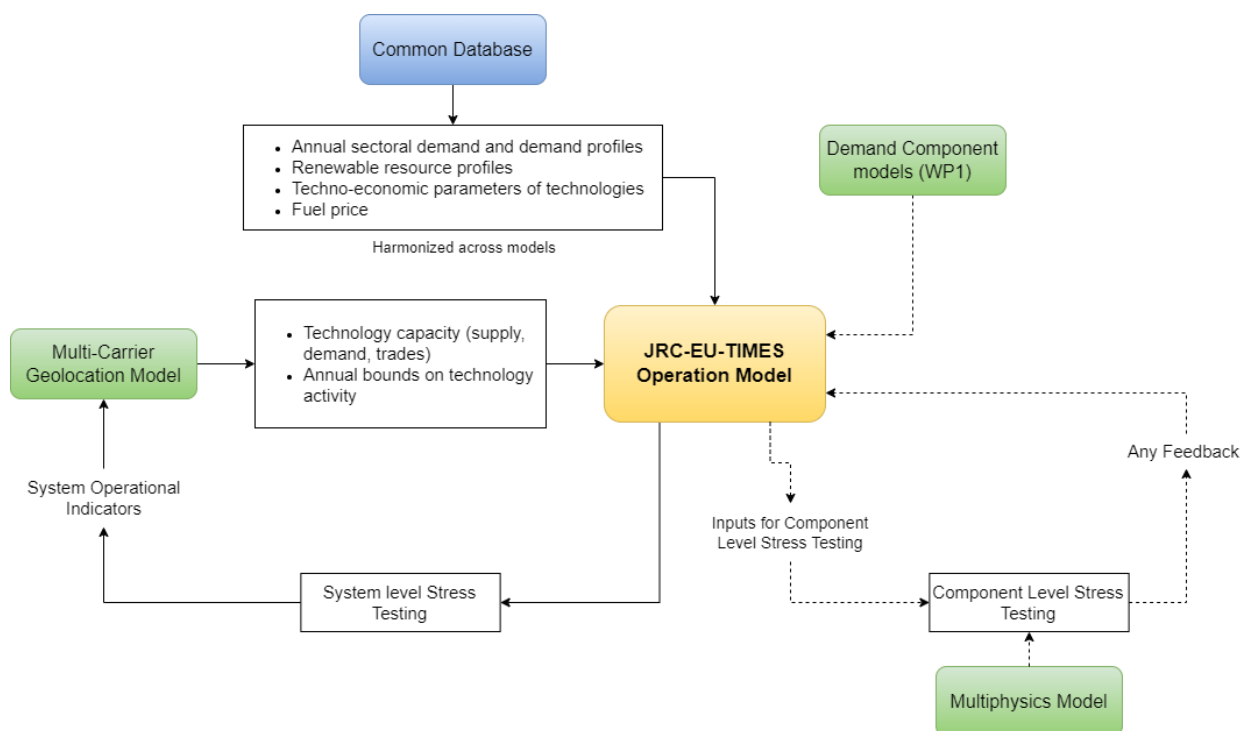 Common Database
• Annual sectoral demand and demand profiles
• Renewable resource profiles
• Techno-economic parameters of technologies
• Fuel price
Harmonized across models
Demand Component
models (WP1)
Multi-Carrier
Geolocation Model
• Technology capacity (supply,
demand, trades)
• Annual bounds on technology
activity
JRC-EU-TIMES
Operation Model
Any Feedback
System Operational
Indicators
Inputs for Component
Level Stress Testing
System level Stress
Testing
Component Level Stress
Testing
Multiphysics Model